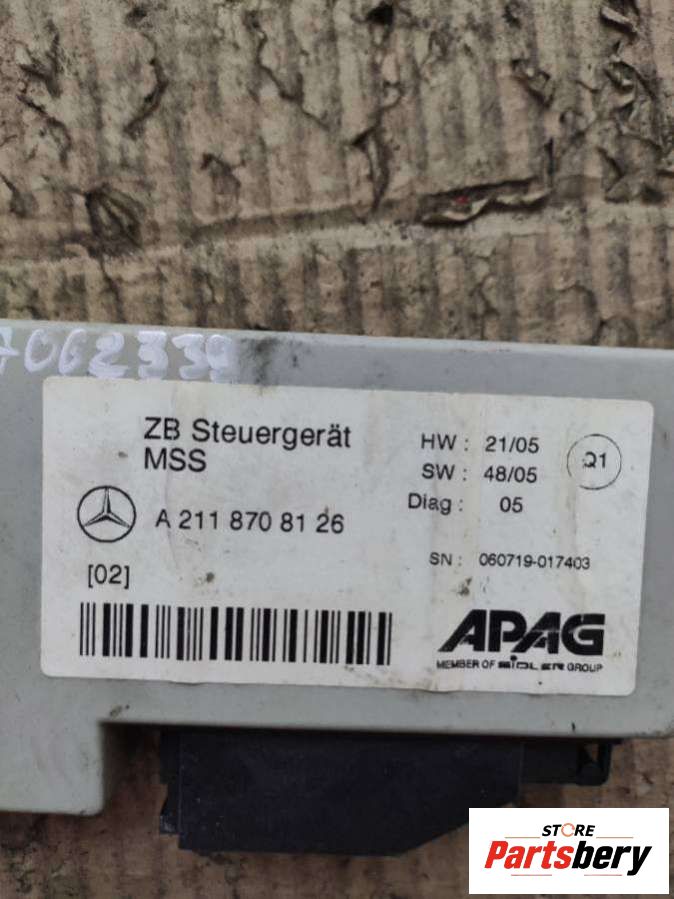 7062339
ZB Steuergerät
MSS
A 211 870 81 26
[02]
HW : 21/05
SW : 48/05
Diag : 05
Q1
SN : 060719-017403
APAG
MEMBER OF SIDLER GROUP
STORE
Partsbery